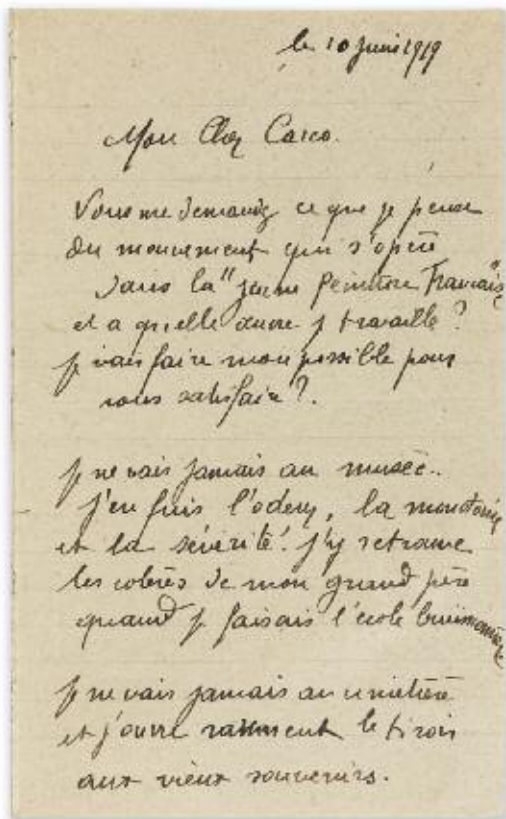 le 10 Juin 1919
Mon Cher Carco.
Vous me demandez ce que je pense
du mouvement qui s'opère
dans la "jeune Peinture Française"
et a quelle œuvre je travaille ?
je vais faire mon possible pour
vous satisfaire ?.
je ne vais jamais au musée..
j'en fuis l'odeur, la monotonie
et la sévérité ! j'y retrouve
les colères de mon grand père
quand je faisais l'école buissonnière
je ne vais jamais au cimetière
et j'ouvre rarement le tiroir
aux vieux souvenirs.